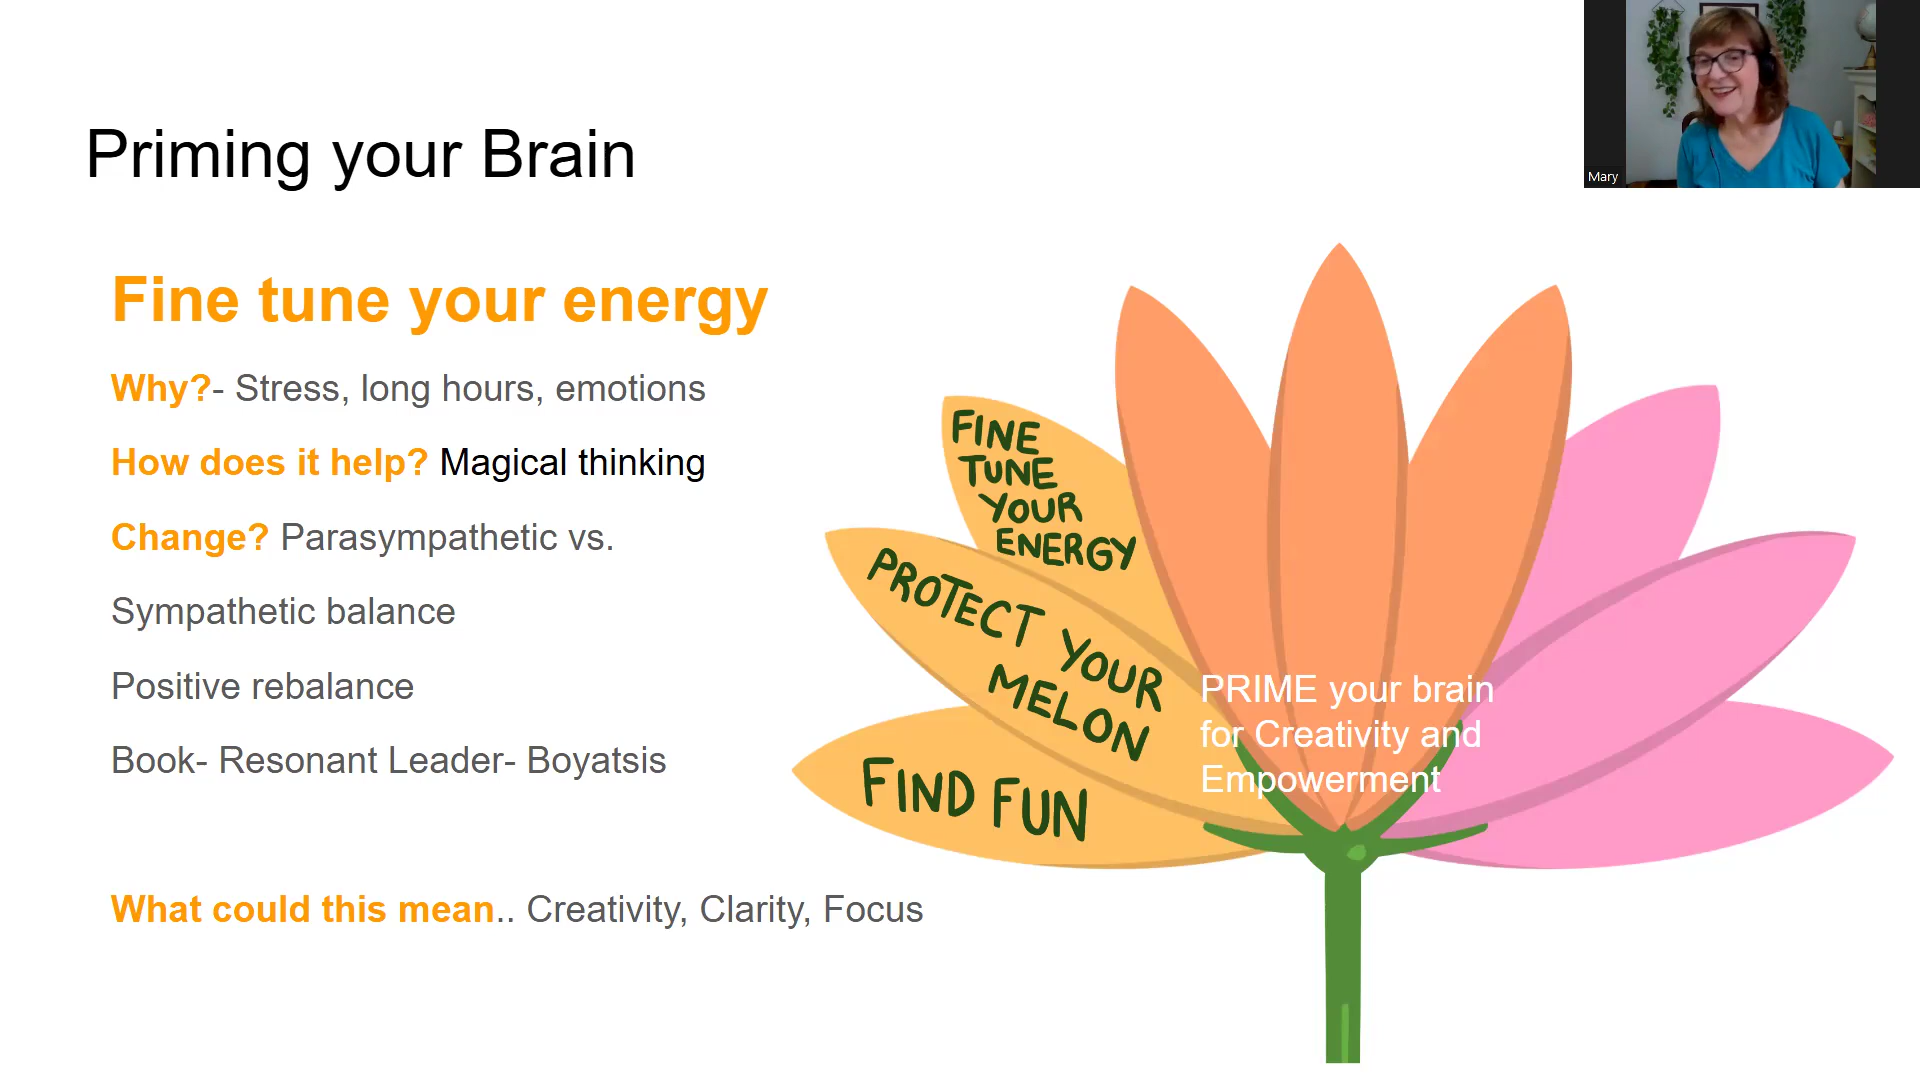 Mary
Priming your Brain
Fine tune your energy
Why?- Stress, long hours, emotions
How does it help? Magical thinking
Change? Parasympathetic vs.
Sympathetic balance
Positive rebalance
Book- Resonant Leader- Boyatsis
What could this mean.. Creativity, Clarity, Focus
FINE
TUNE
YOUR
ENERGY
PROTECT YOUR
MELON
FIND FUN
PRIME your brain
for Creativity and
Empowerment